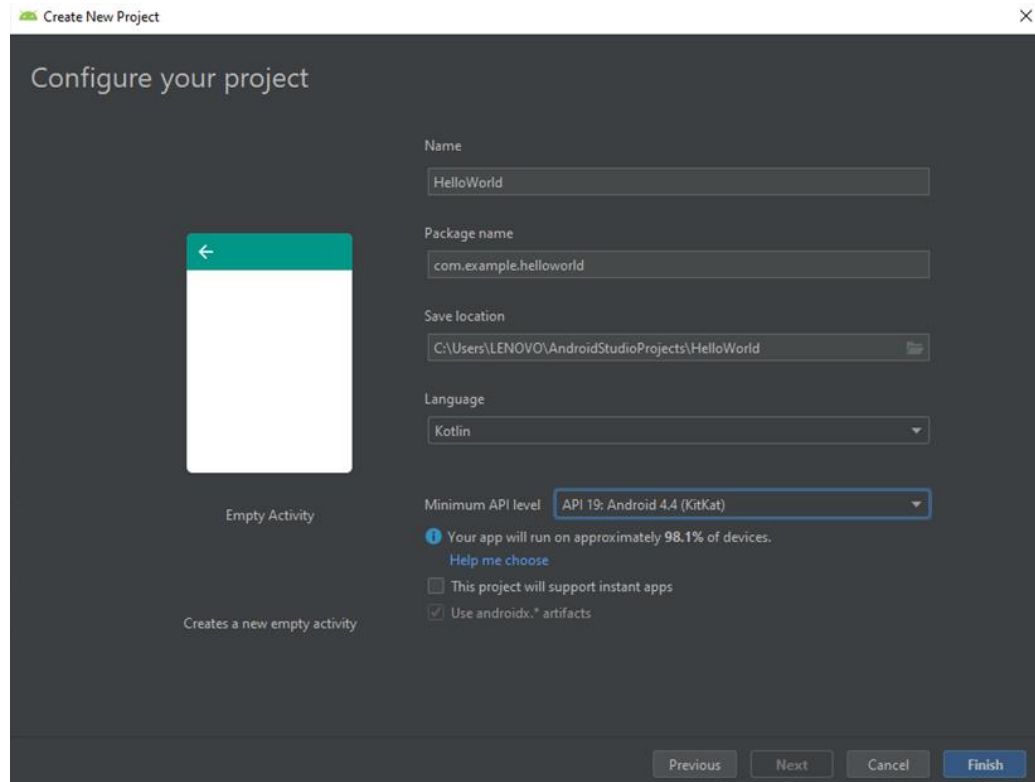 Create New Project
Configure your project
Name
HelloWorld
Package name
com.example.helloworld
Save location
C:\Users\LENOVO\AndroidStudioProjects\HelloWorld
Language
Kotlin
Minimum API level API 19: Android 4.4 (KitKat)
Your app will run on approximately 98.1% of devices.
Help me choose
This project will support instant apps
Use androidx.* artifacts
Empty Activity
Creates a new empty activity
Previous Next Cancel Finish